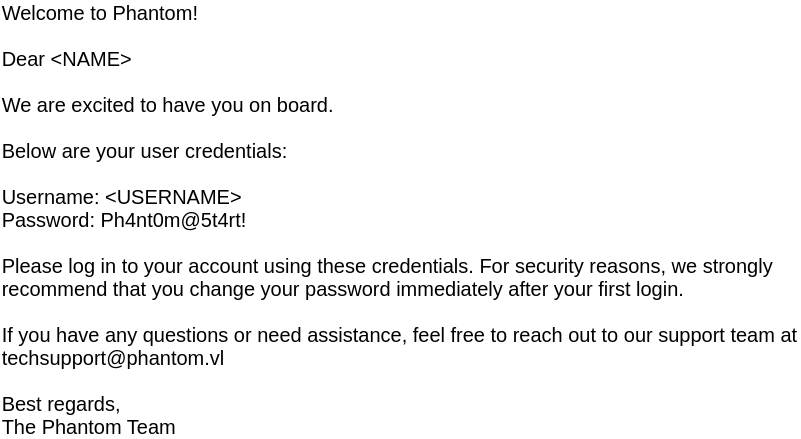 Welcome to Phantom!
Dear <NAME>
We are excited to have you on board.
Below are your user credentials:
Username: <USERNAME>
Password: Ph4nt0m@5t4rt!
Please log in to your account using these credentials. For security reasons, we strongly
recommend that you change your password immediately after your first login.
If you have any questions or need assistance, feel free to reach out to our support team at
techsupport@phantom.vl
Best regards,
The Phantom Team